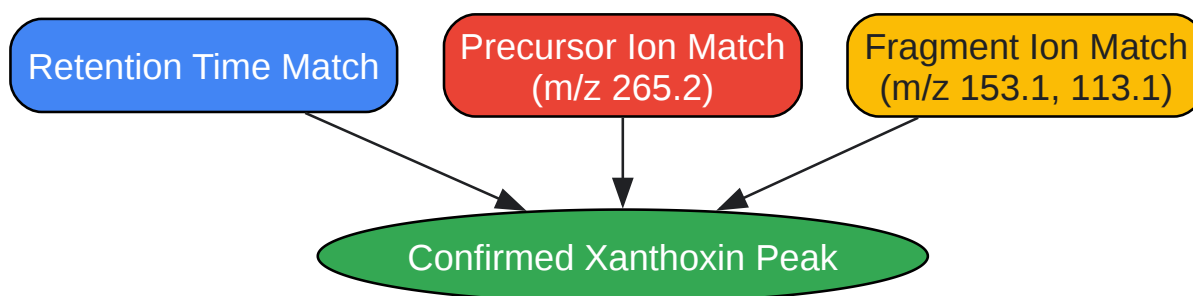 Retention Time Match
Precursor Ion Match
(m/z 265.2)
Fragment Ion Match
(m/z 153.1, 113.1)
Confirmed Xanthoxin Peak